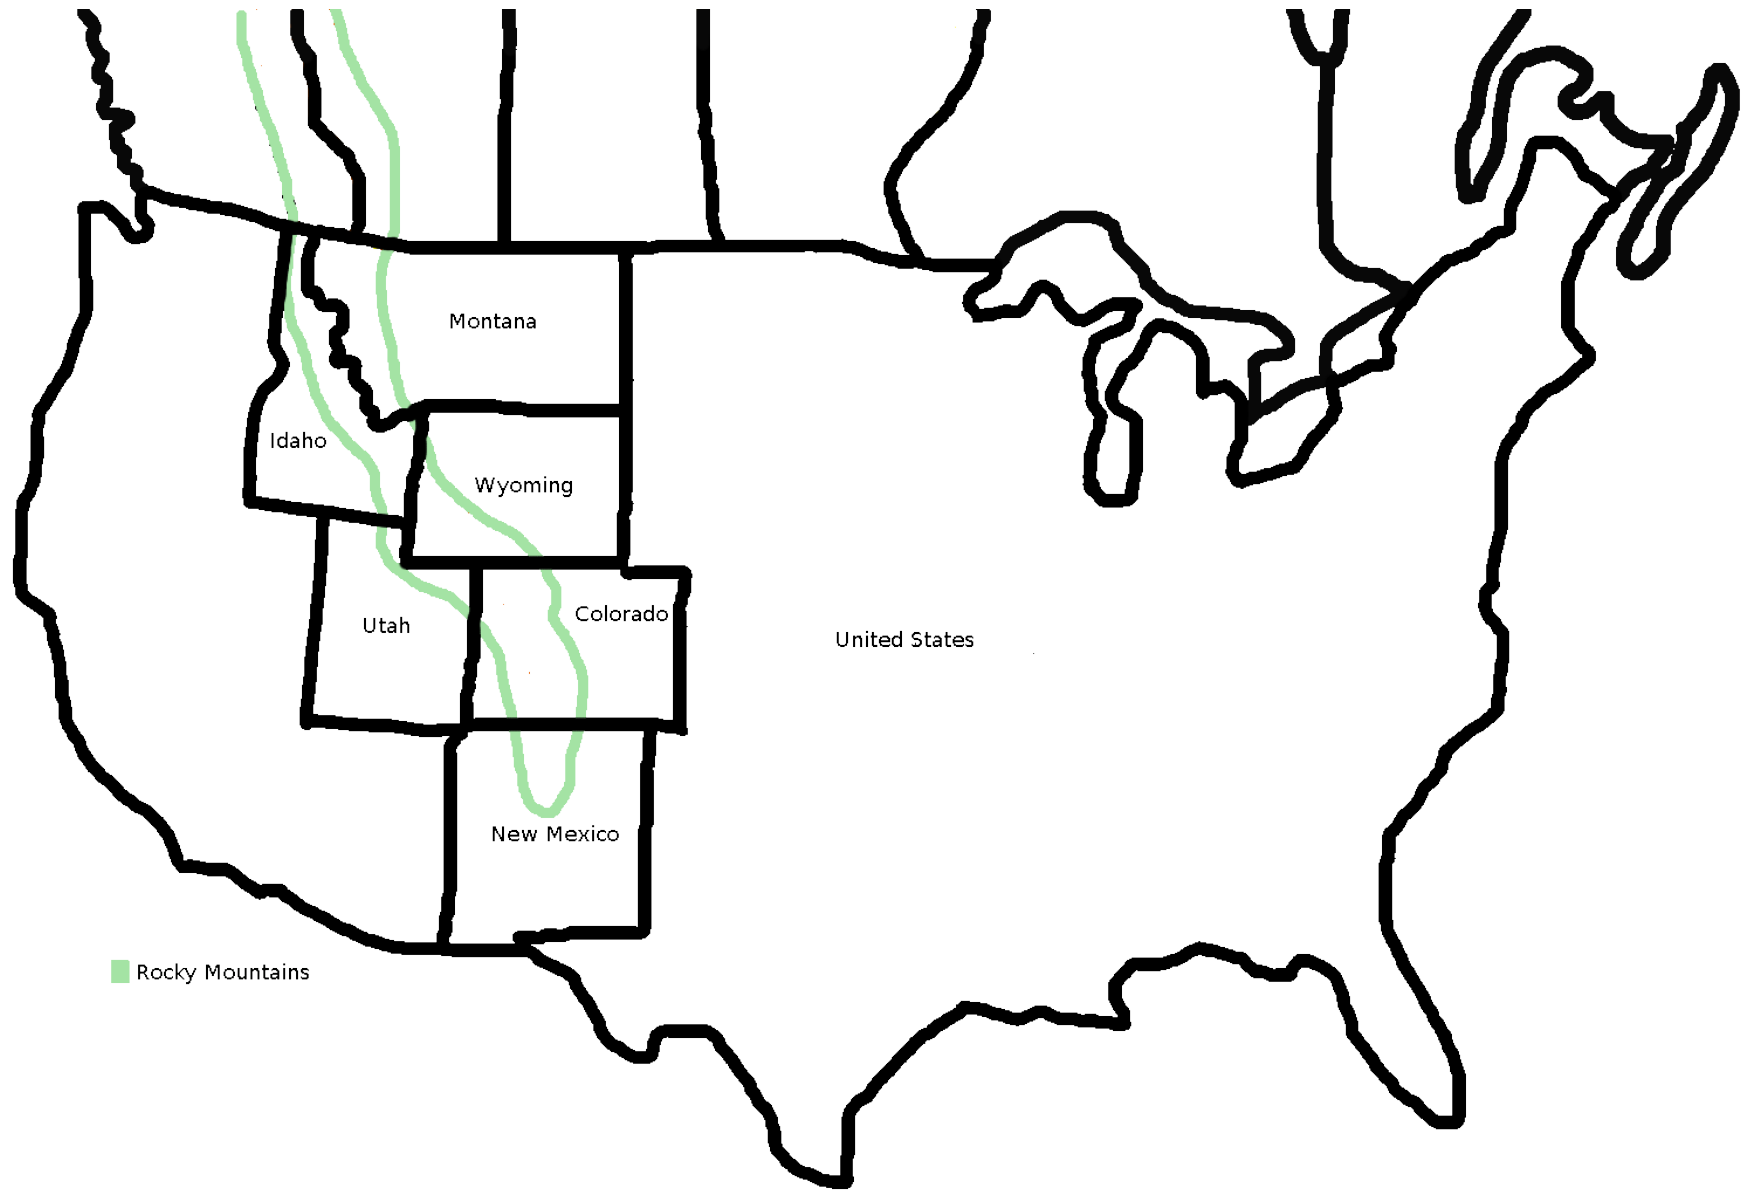 Montana
Idaho
Wyoming
Utah
Colorado
United States
New Mexico
Rocky Mountains